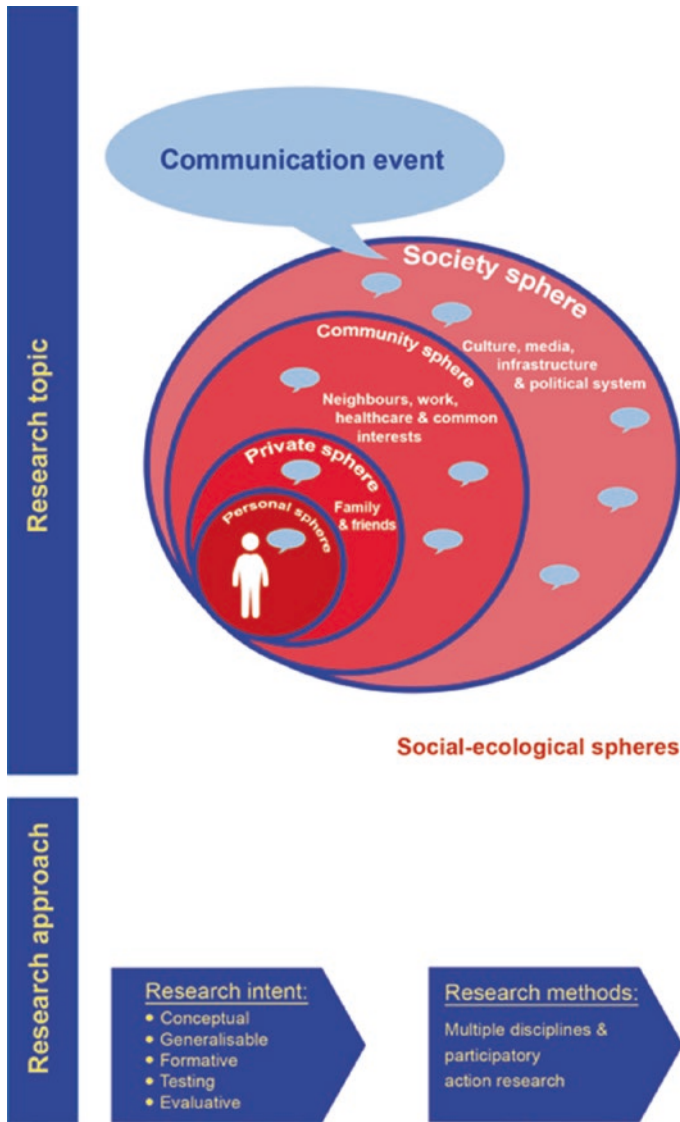 Research topic
Communication event
Society sphere
Culture, media,
infrastructure
& political system
Community sphere
Neighbours, work,
healthcare & common
interests
Private sphere
Family
& friends
Personal sphere
Social-ecological spheres
Research approach
Research intent:
• Conceptual
• Generalisable
• Formative
• Testing
• Evaluative
Research methods:
Multiple disciplines &
participatory
action research